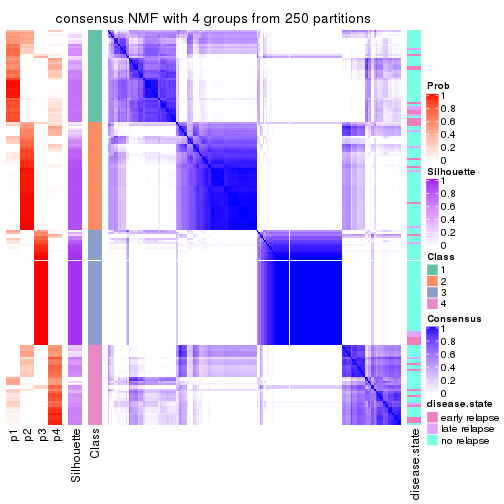 consensus NMF with 4 groups from 250 partitions
Prob
1
0.8
0.6
0.4
0.2
0
Silhouette
1
0.8
0.6
0.4
0.2
0
Class
1
2
3
4
Consensus
1
0.8
0.6
0.4
0.2
0
disease.state
early relapse
late relapse
no relapse
p1
p2
p3
p4
Silhouette
Class
disease.state